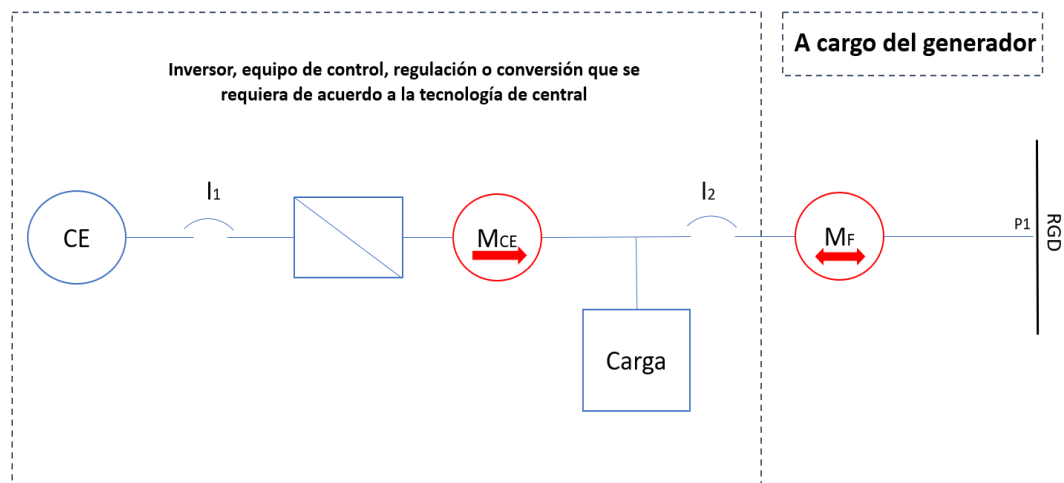 A cargo del generador
Inversor, equipo de control, regulación o conversión que se
requiera de acuerdo a la tecnología de central
CE
I1
MCE
I2
MF
P1
RGD
Carga